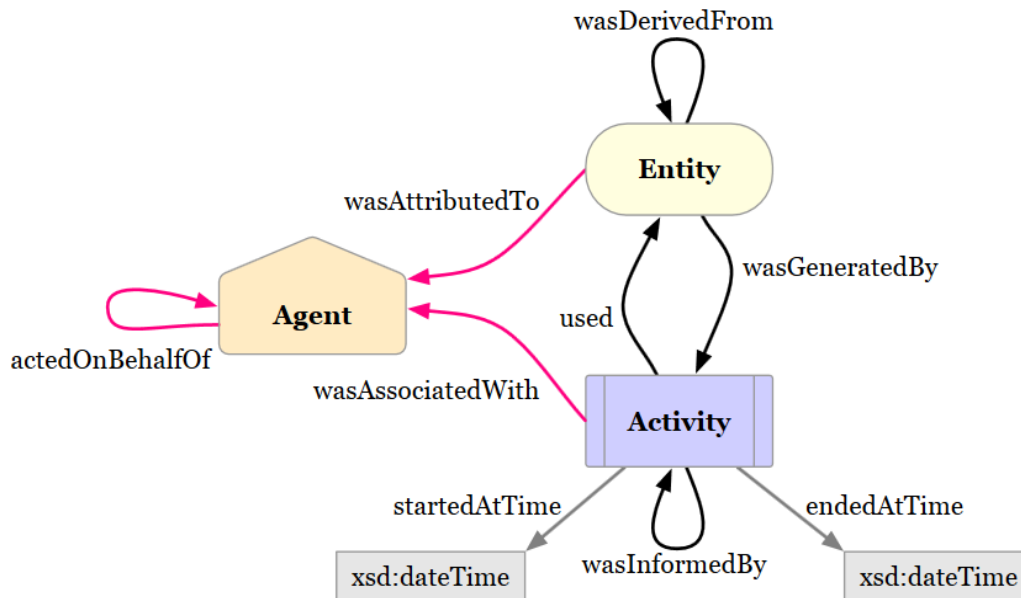 wasDerivedFrom
Entity
wasAttributedTo
wasGeneratedBy
Agent
used
actedOnBehalfOf
wasAssociatedWith
Activity
startedAtTime
endedAtTime
wasInformedBy
xsd:dateTime
xsd:dateTime